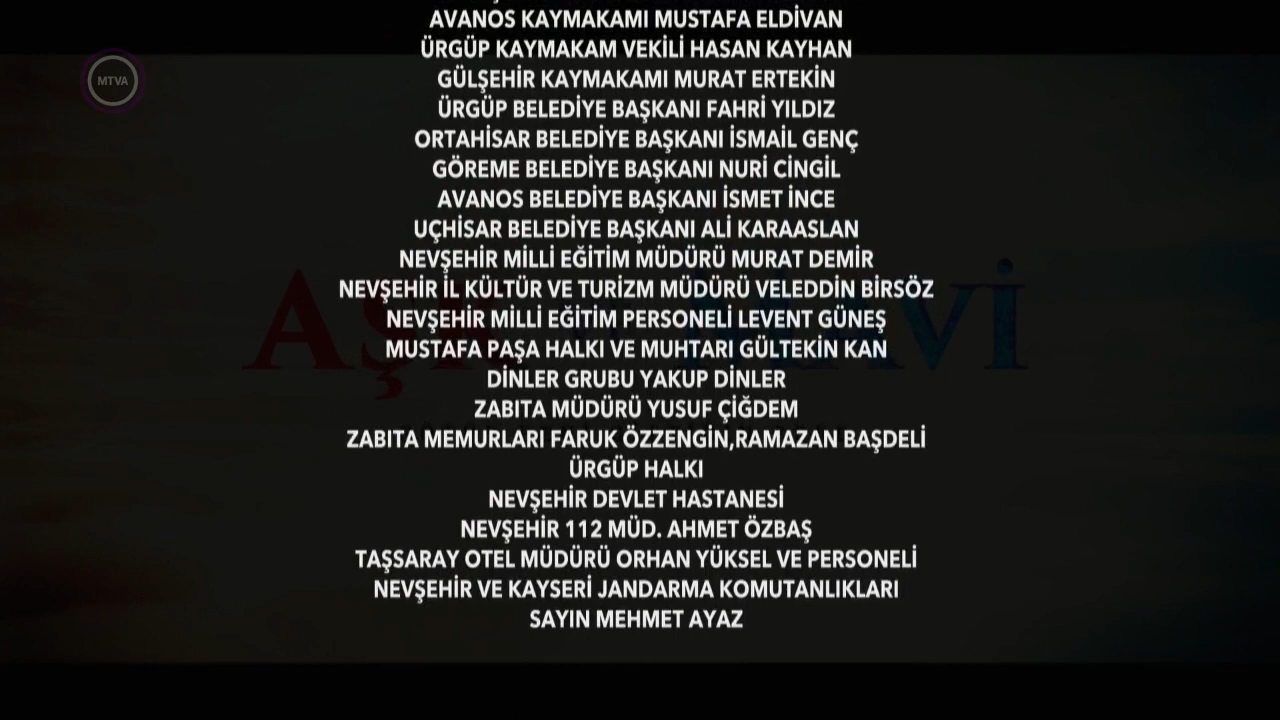 AVANOS KAYMAKAMI MUSTAFA ELDİVAN
ÜRGÜP KAYMAKAM VEKİLİ HASAN KAYHAN
GÜLŞEHİR KAYMAKAMI MURAT ERTEKİN
ÜRGÜP BELEDİYE BAŞKANI FAHRİ YILDIZ
ORTAHİSAR BELEDİYE BAŞKANI İSMAİL GENÇ
GÖREME BELEDİYE BAŞKANI NURİ CİNGİL
AVANOS BELEDİYE BAŞKANI İSMET İNCE
UÇHİSAR BELEDİYE BAŞKANI ALİ KARAASLAN
NEVŞEHİR MİLLİ EĞİTİM MÜDÜRÜ MURAT DEMİR
NEVŞEHİR İL KÜLTÜR VE TURİZM MÜDÜRÜ VELEDDİN BİRSÖZ
NEVŞEHİR MİLLİ EĞİTİM PERSONELİ LEVENT GÜNEŞ
MUSTAFA PAŞA HALKI VE MUHTARI GÜLTEKİN KAN
DİNLER GRUBU YAKUP DİNLER
ZABITA MÜDÜRÜ YUSUF ÇİĞDEM
ZABITA MEMURLARI FARUK ÖZZENGİN,RAMAZAN BAŞDELİ
ÜRGÜP HALKI
NEVŞEHİR DEVLET HASTANESİ
NEVŞEHİR 112 MÜD. AHMET ÖZBAŞ
TAŞSARAY OTEL MÜDÜRÜ ORHAN YÜKSEL VE PERSONELİ
NEVŞEHİR VE KAYSERİ JANDARMA KOMUTANLIKLARI
SAYIN MEHMET AYAZ
MTVA